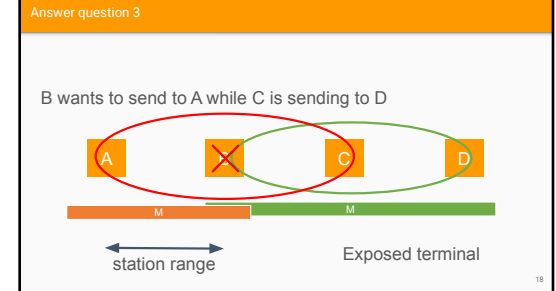 Answer question 3
B wants to send to A while C is sending to D
A B C D
M M
station range
Exposed terminal
18